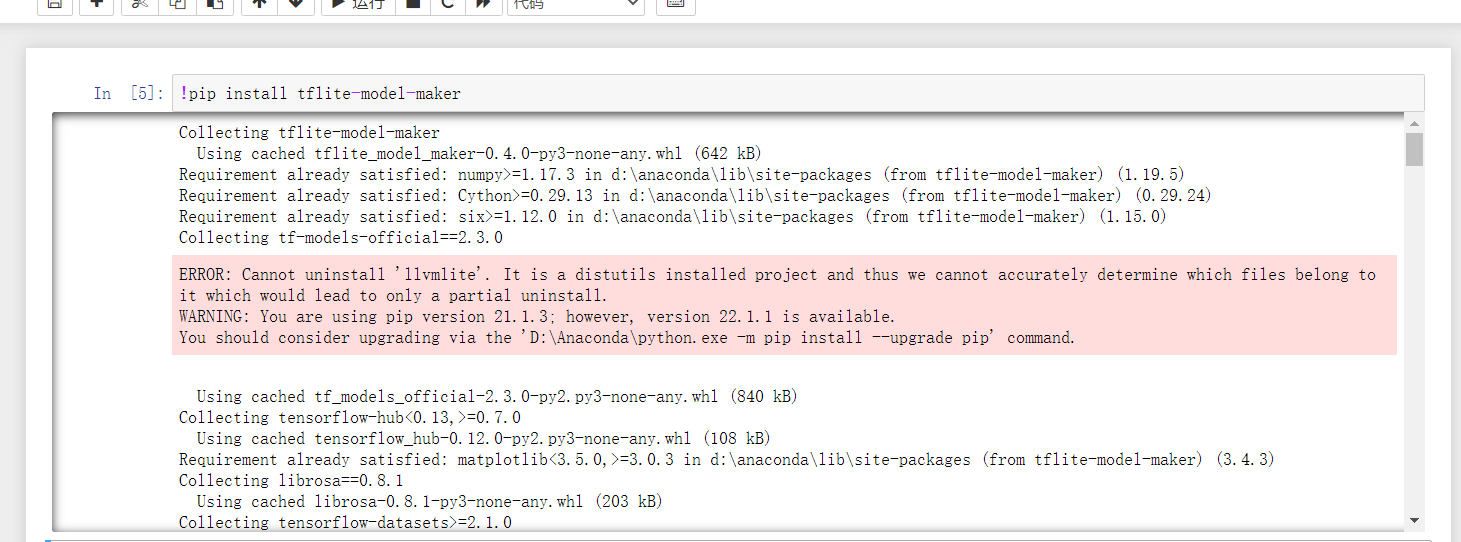 运行
代码
In [5]: !pip install tflite-model-maker
Collecting tflite-model-maker
Using cached tflite_model_maker-0.4.0-py3-none-any.whl (642 kB)
Requirement already satisfied: numpy>=1.17.3 in d:\anaconda\lib\site-packages (from tflite-model-maker) (1.19.5)
Requirement already satisfied: Cython>=0.29.13 in d:\anaconda\lib\site-packages (from tflite-model-maker) (0.29.24)
Requirement already satisfied: six>=1.12.0 in d:\anaconda\lib\site-packages (from tflite-model-maker) (1.15.0)
Collecting tf-models-official==2.3.0
ERROR: Cannot uninstall 'llvmlite'. It is a distutils installed project and thus we cannot accurately determine which files belong to
it which would lead to only a partial uninstall.
WARNING: You are using pip version 21.1.3; however, version 22.1.1 is available.
You should consider upgrading via the 'D:\Anaconda\python.exe -m pip install --upgrade pip' command.
Using cached tf_models_official-2.3.0-py2.py3-none-any.whl (840 kB)
Collecting tensorflow-hub<0.13,>=0.7.0
Using cached tensorflow_hub-0.12.0-py2.py3-none-any.whl (108 kB)
Requirement already satisfied: matplotlib<3.5.0,>=3.0.3 in d:\anaconda\lib\site-packages (from tflite-model-maker) (3.4.3)
Collecting librosa==0.8.1
Using cached librosa-0.8.1-py3-none-any.whl (203 kB)
Collecting tensorflow-datasets>=2.1.0